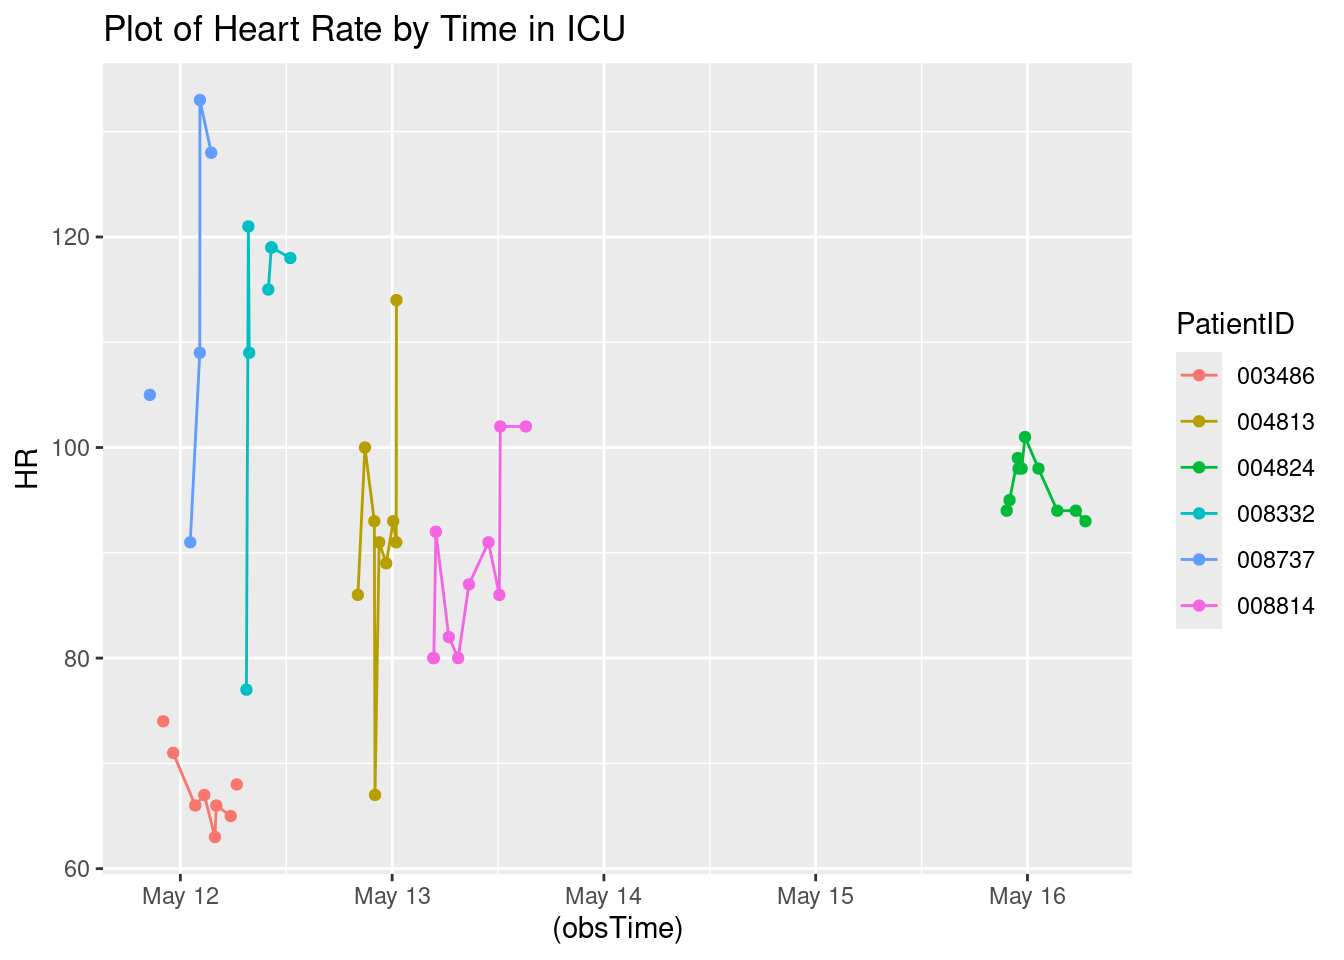 Plot of Heart Rate by Time in ICU
HR
120
100
80
60
May 12 May 13 May 14 May 15 May 16
(obsTime)
PatientID
003486
004813
004824
008332
008737
008814